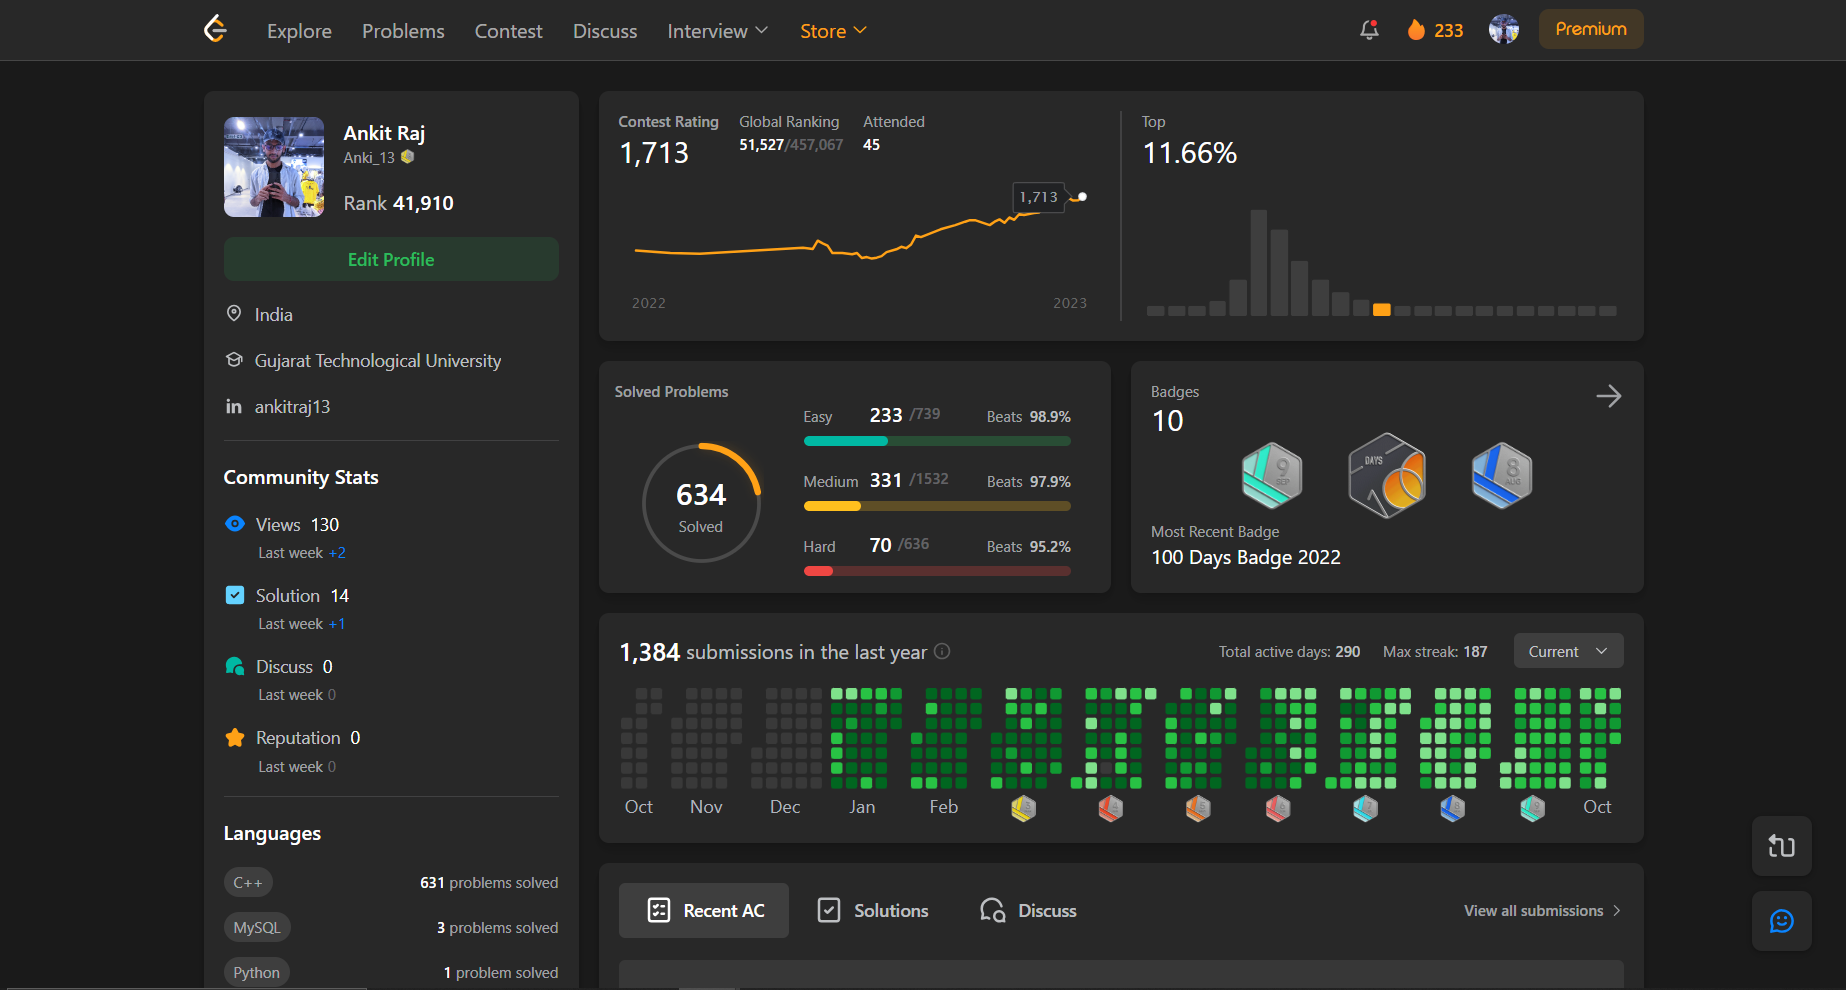 Explore Problems Contest Discuss Interview Store 233 Premium
Ankit Raj
Anki_13
Rank 41,910
Edit Profile
India
Gujarat Technological University
in ankitraj13
Community Stats
Views 130
Last week +2
Solution 14
Last week +1
Discuss 0
Last week 0
Reputation 0
Last week 0
Languages
C++ 631 problems solved
MySQL 3 problems solved
Python 1 problem solved
Contest Rating Global Ranking Attended
1,713 51,527/457,067 45
1,713
2022 2023
Top
11.66%
Solved Problems
634
Solved
Easy 233 /739 Beats 98.9%
Medium 331 /1532 Beats 97.9%
Hard 70 /636 Beats 95.2%
Badges
10
9
SEP
DAYS
8
AUG
Most Recent Badge
100 Days Badge 2022
1,384 submissions in the last year Total active days: 290 Max streak: 187 Current
Oct Nov Dec Jan Feb Oct
Recent AC Solutions Discuss View all submissions